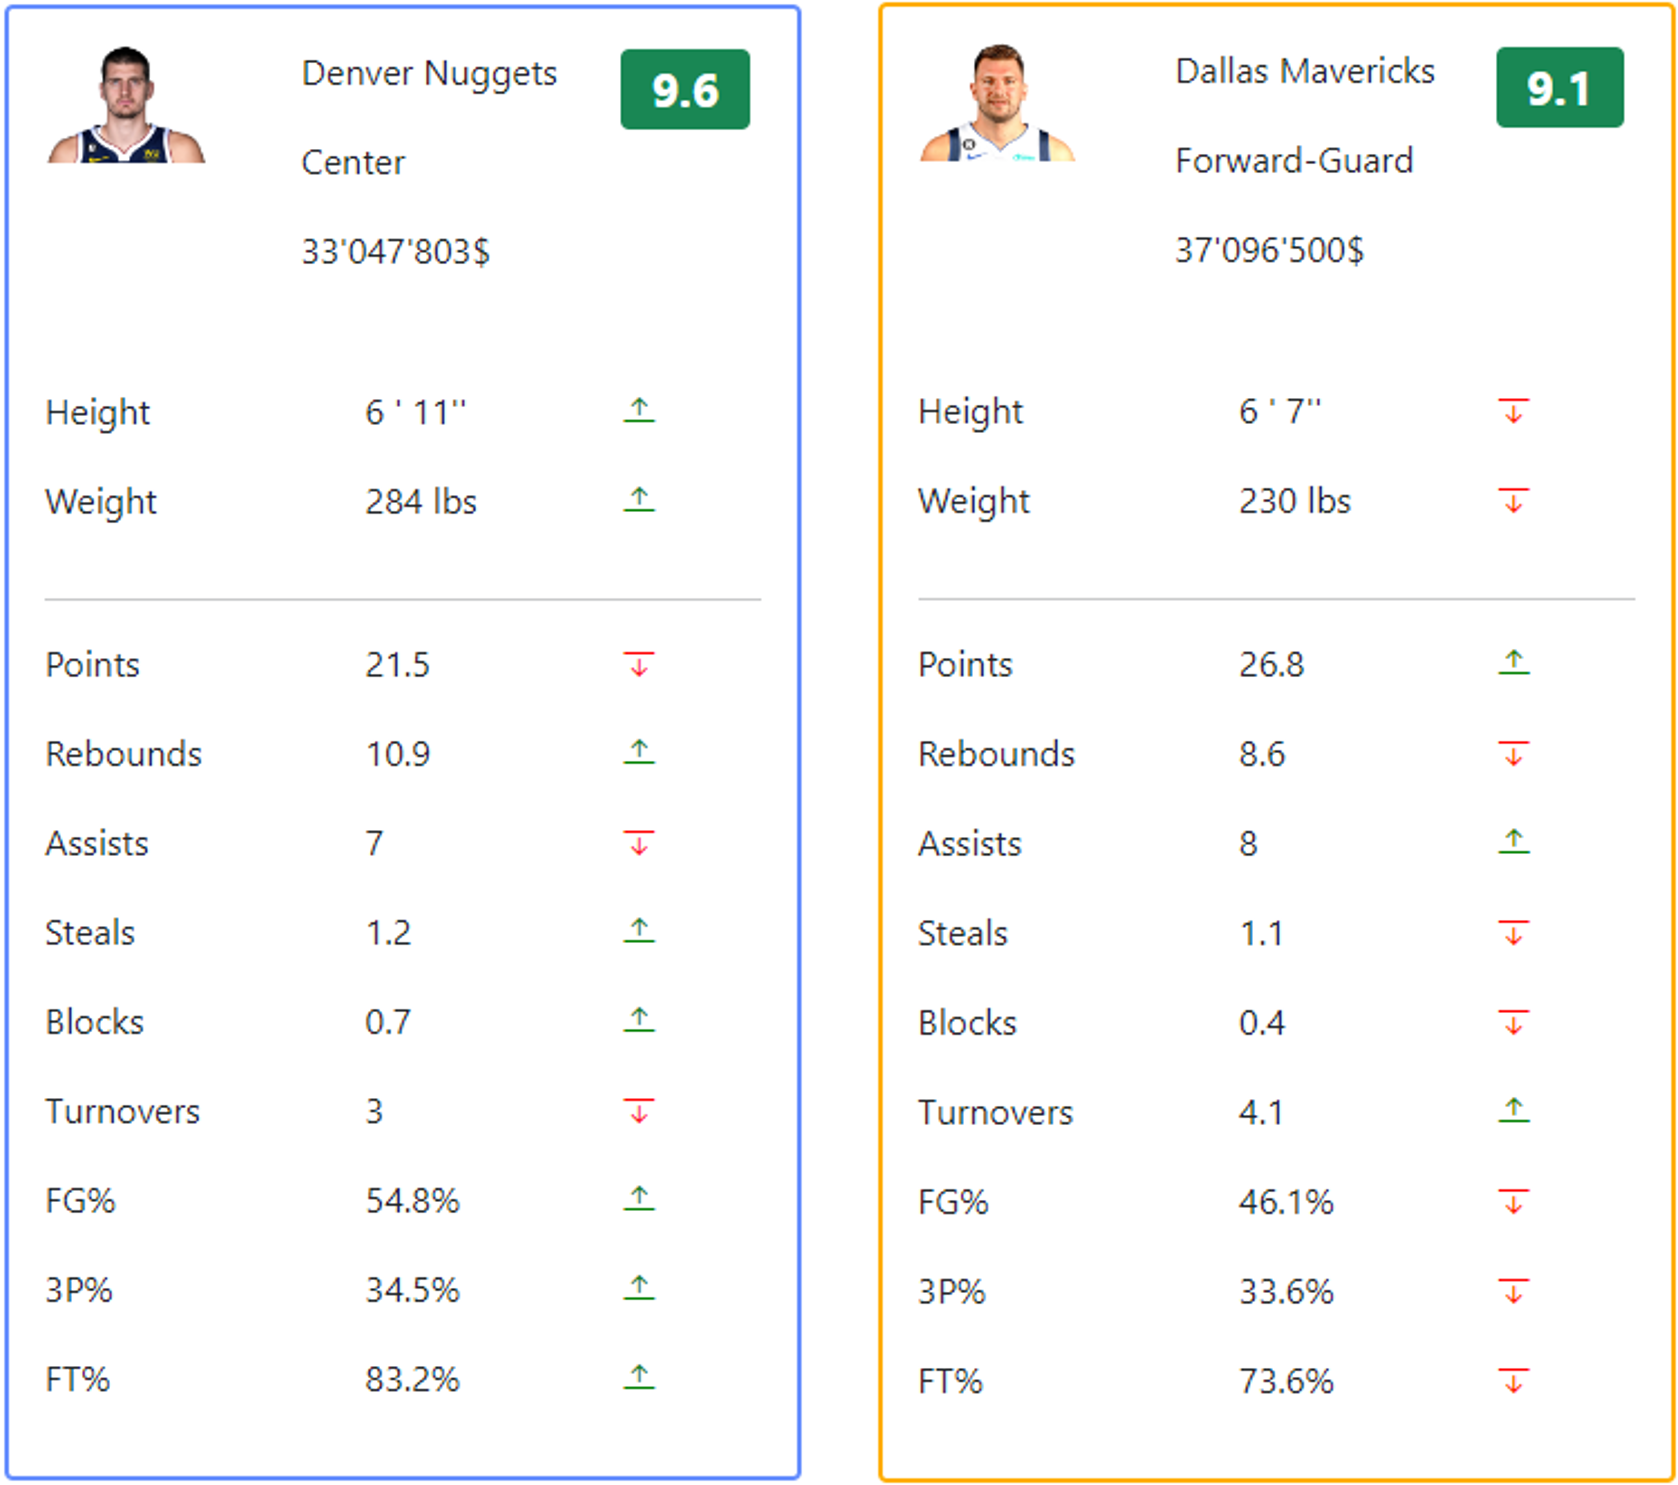 Denver Nuggets
9.6
Center
33'047'803$
Height 6 ' 11''
Weight 284 lbs
Points 21.5
Rebounds 10.9
Assists 7
Steals 1.2
Blocks 0.7
Turnovers 3
FG% 54.8%
3P% 34.5%
FT% 83.2%
Dallas Mavericks
9.1
Forward-Guard
37'096'500$
Height 6 ' 7''
Weight 230 lbs
Points 26.8
Rebounds 8.6
Assists 8
Steals 1.1
Blocks 0.4
Turnovers 4.1
FG% 46.1%
3P% 33.6%
FT% 73.6%